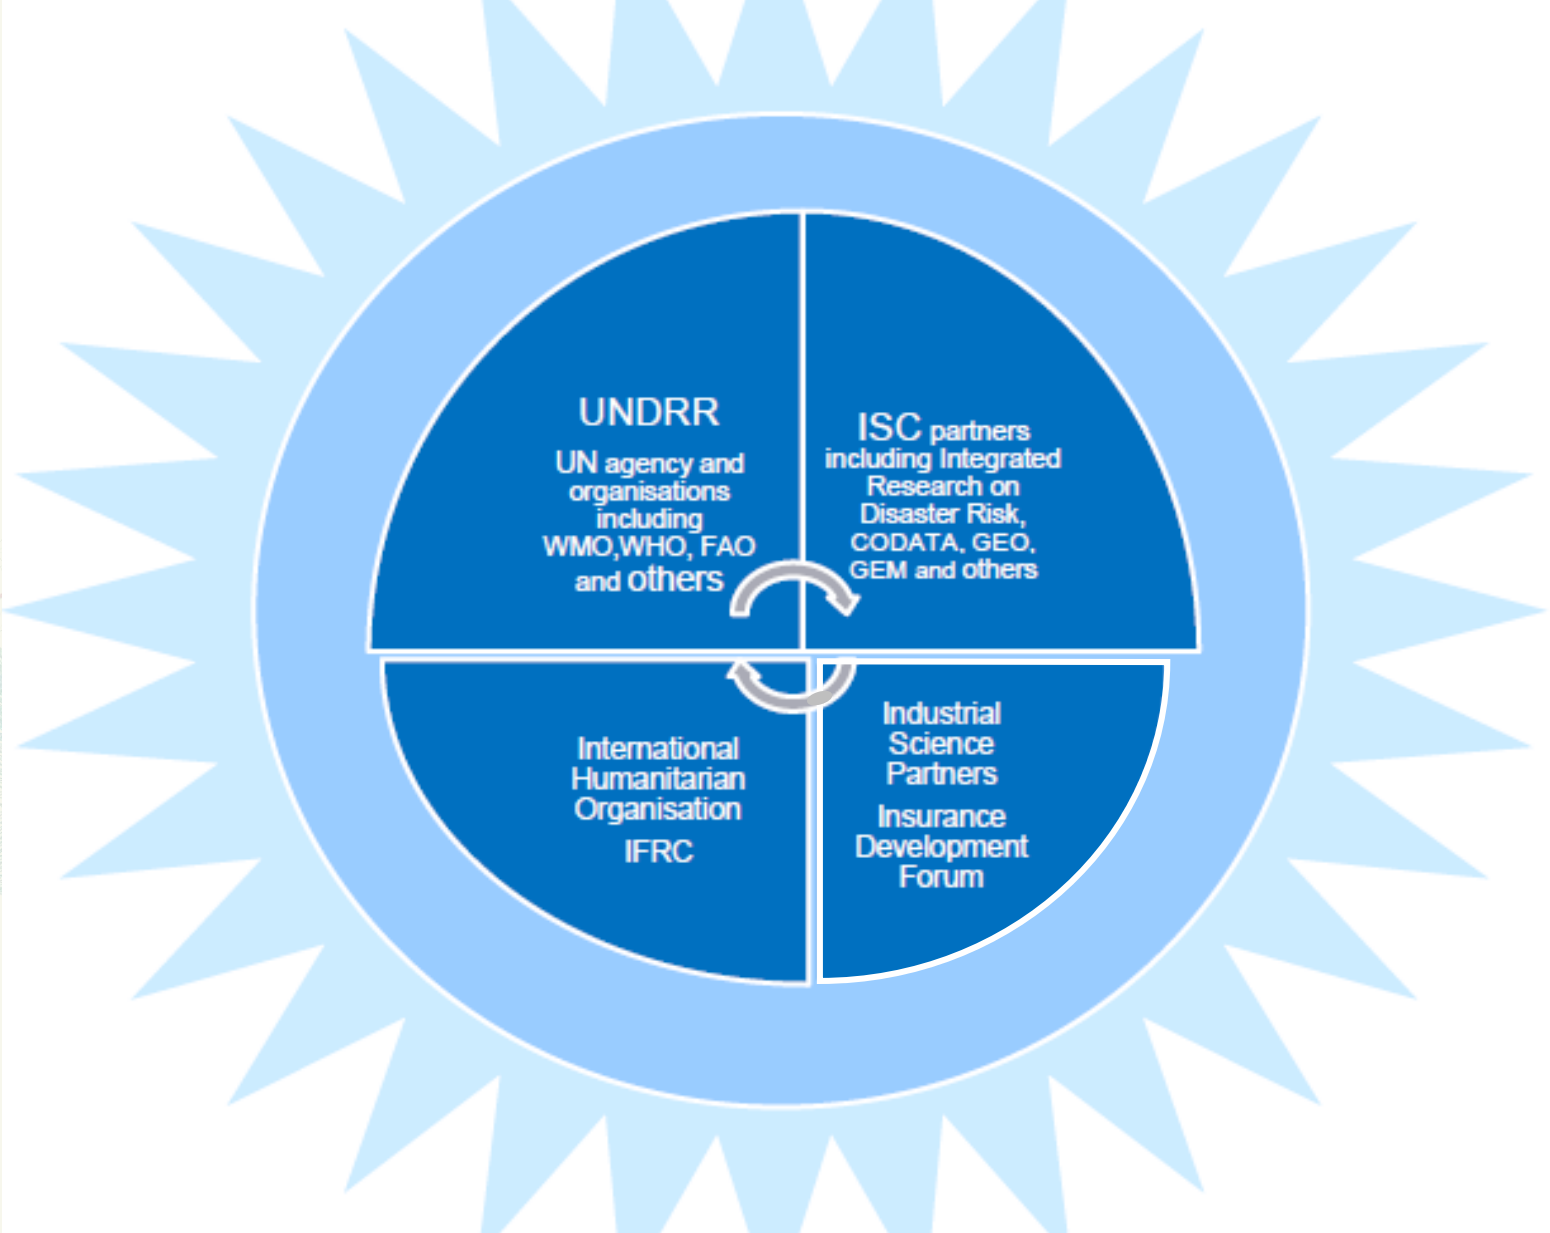 UNDRR
UN agency and
organisations
including
WMO,WHO, FAO
and others
ISC partners
including Integrated
Research on
Disaster Risk,
CODATA, GEO,
GEM and others
International
Humanitarian
Organisation
IFRC
Industrial
Science
Partners
Insurance
Development
Forum